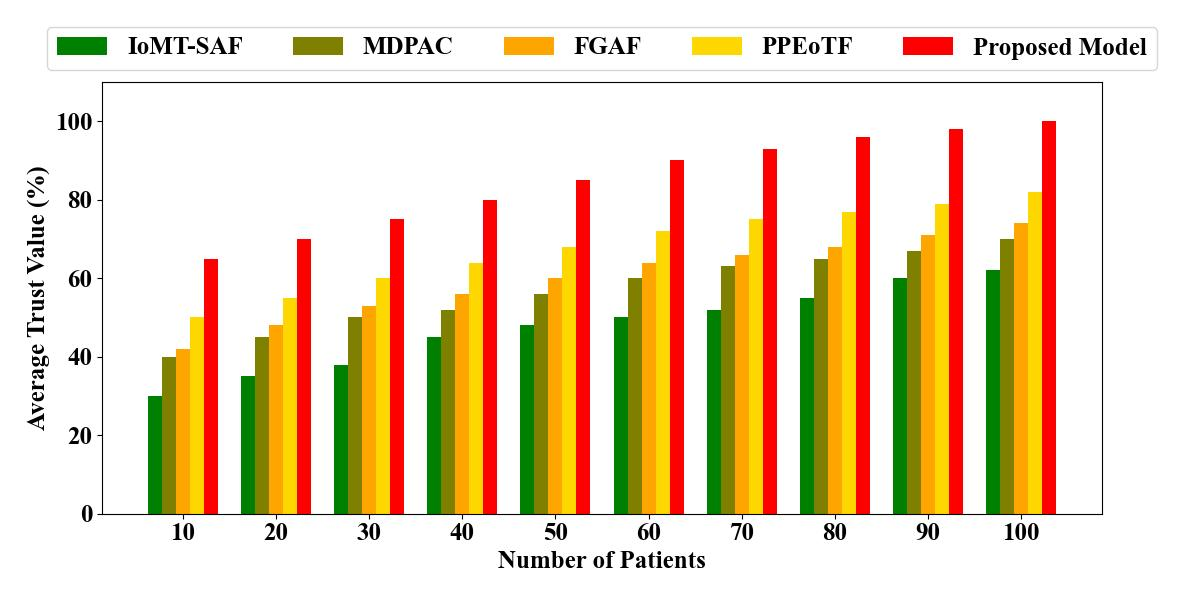 IoMT-SAF MDPAC FGAF PPEoTF Proposed Model
Average Trust Value (%)
100
80
60
40
20
0
10 20 30 40 50 60 70 80 90 100
Number of Patients